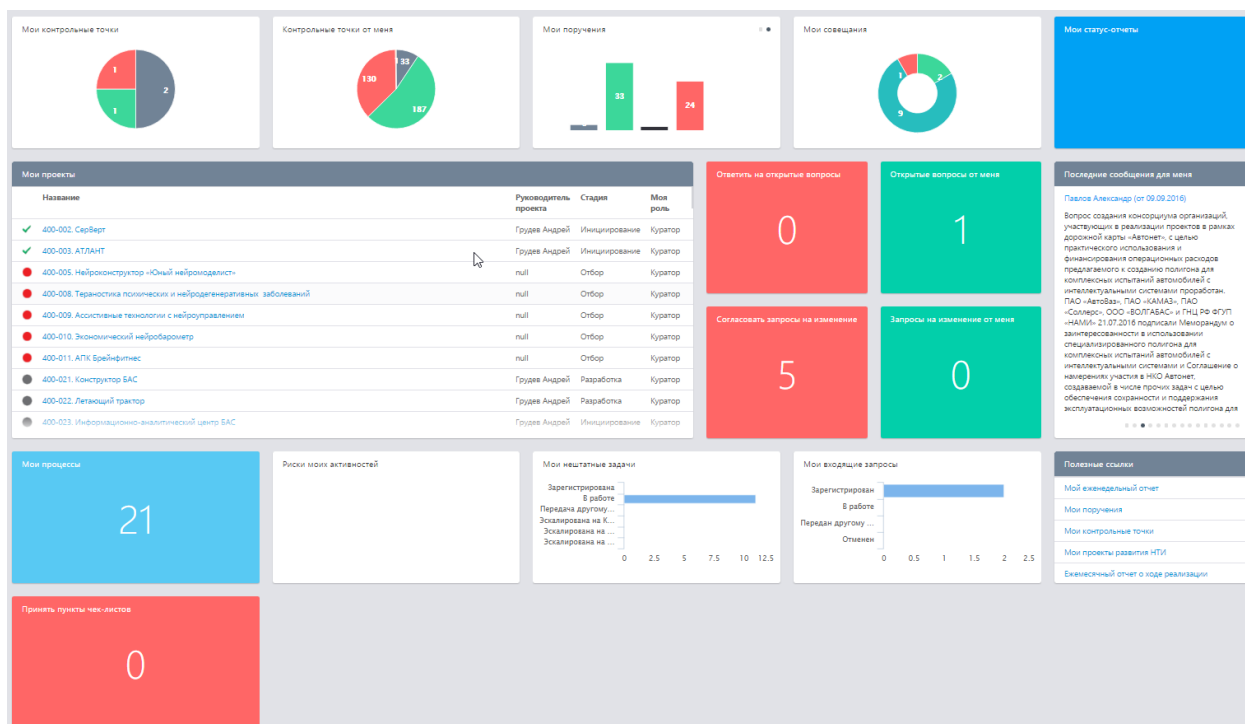 Мои контрольные точки
1
2
1
Контрольные точки от меня
33
130
187
Мои поручения
33
24
Мои совещания
1
2
9
Мои статус-отчеты
Мои проекты
Название
Руководитель проекта
Стадия
Моя роль
400-002. СерВерт
Грудев Андрей Инициирование Куратор
400-003. АТЛАНТ
Грудев Андрей Инициирование Куратор
400-005. Нейроконструктор «Юный нейромоделист»
null Отбор Куратор
400-008. Тераностика психических и нейродегенеративных заболеваний
null Отбор Куратор
400-009. Ассистивные технологии с нейроуправлением
null Отбор Куратор
400-010. Экономический нейробарометр
null Отбор Куратор
400-011. АПК Брейнфитнес
null Отбор Куратор
400-021. Конструктор БАС
Грудев Андрей Разработка Куратор
400-022. Летающий трактор
Грудев Андрей Разработка Куратор
400-023. Информационно-аналитический центр БАС
Грудев Андрей Инициирование Куратор
Ответить на открытые вопросы
0
Открытые вопросы от меня
1
Согласовать запросы на изменение
5
Запросы на изменение от меня
0
Последние сообщения для меня
Павлов Александр (от 09.09.2016)
Вопрос создания консорциума организаций,
участвующих в реализации проектов в рамках
дорожной карты «Автонет», с целью
практического использования и
финансирования операционных расходов
предлагаемого к созданию полигона для
комплексных испытаний автомобилей с
интеллектуальными системами проработан.
ПАО «АвтоВаз», ПАО «КАМАЗ», ПАО
«Соллерс», ООО «ВОЛГАБАС» и ГНЦ РФ ФГУП
«НАМИ» 21.07.2016 подписали Меморандум о
заинтересованности в использовании
специализированного полигона для
комплексных испытаний автомобилей с
интеллектуальными системами и Соглашение о
намерениях участия в НКО Автонет,
создаваемой в числе прочих задач с целью
обеспечения сохранности и поддержания
эксплуатационных возможностей полигона для
Мои процессы
21
Риски моих активностей
Мои нештатные задачи
Зарегистрирована
В работе
Передача другому...
Эскалирована на К...
Эскалирована на ...
Эскалирована на ...
0 2.5 5 7.5 10 12.5
Мои входящие запросы
Зарегистрирован
В работе
Передан другому ...
Отменен
0 0.5 1 1.5 2 2.5
Полезные ссылки
Мой еженедельный отчет
Мои поручения
Мои контрольные точки
Мои проекты развития НТИ
Ежемесячный отчет о ходе реализации
Принять пункты чек-листов
0